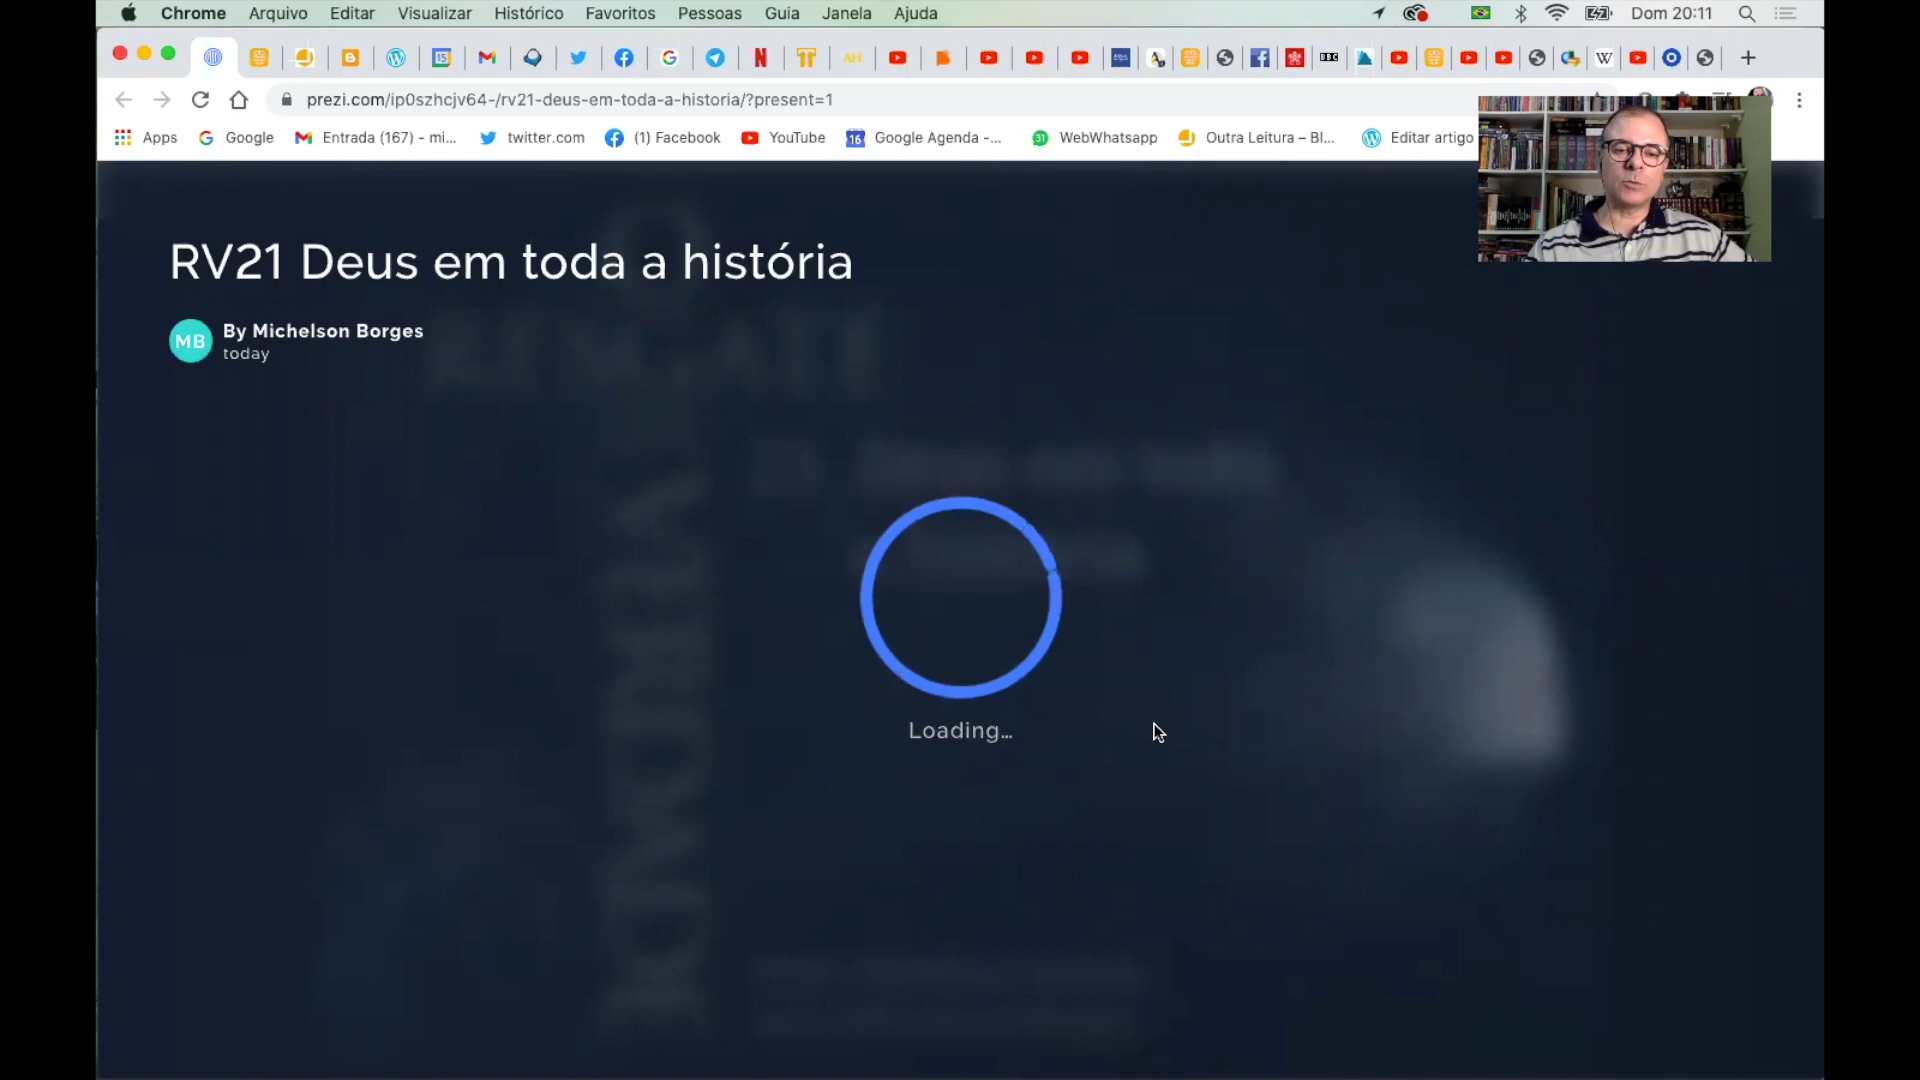 Chrome Arquivo Editar Visualizar Histórico Favoritos Pessoas Guia Janela Ajuda Dom 20:11
prezi.com/ip0szhcjv64-/rv21-deus-em-toda-a-historia/?present=1
Apps Google Entrada (167) - mi... twitter.com (1) Facebook YouTube 16 Google Agenda -... 31 WebWhatsapp Outra Leitura – Bl... Editar artigo
RV21 Deus em toda a história
MB By Michelson Borges
today
Loading...